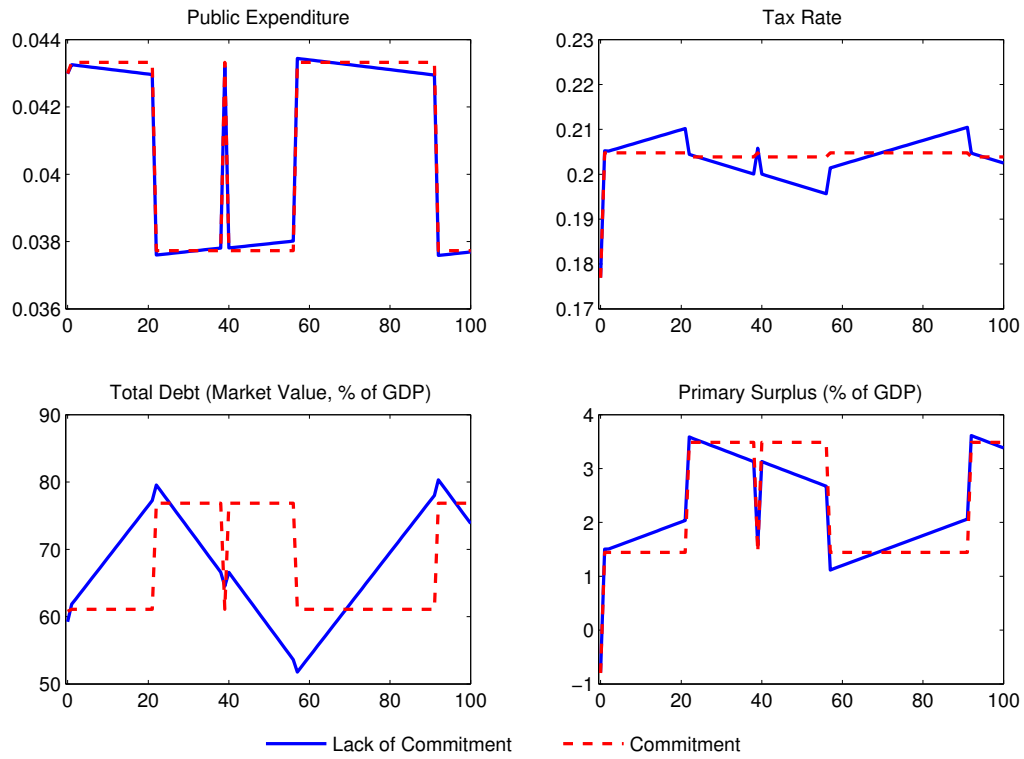 Public Expenditure
0.044
0.042
0.04
0.038
0.036
0 20 40 60 80 100
Tax Rate
0.23
0.22
0.21
0.2
0.19
0.18
0.17
0 20 40 60 80 100
Total Debt (Market Value, % of GDP)
90
80
70
60
50
0 20 40 60 80 100
Primary Surplus (% of GDP)
4
3
2
1
0
−1
0 20 40 60 80 100
Lack of Commitment Commitment